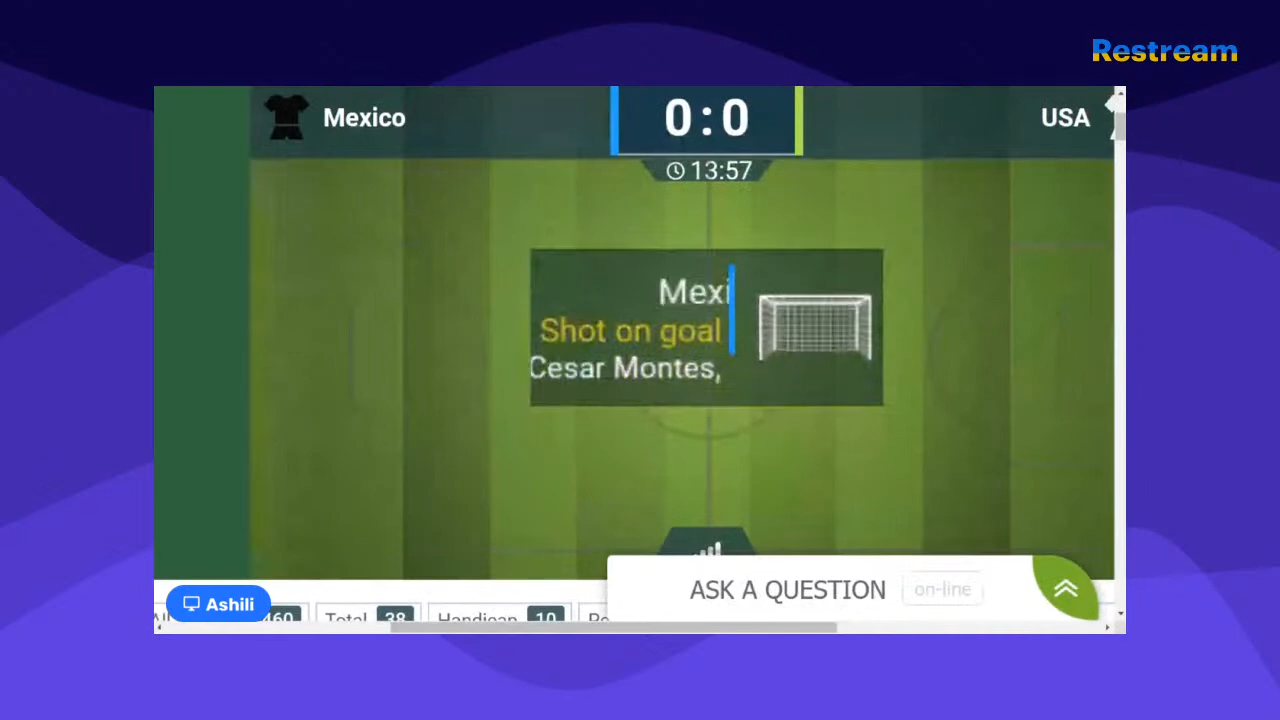 Restream
Mexico
0:0
USA
13:57
Mexi
Shot on goal
Cesar Montes,
ASK A QUESTION
on-line
Ashili
Total 38
Handicap 10